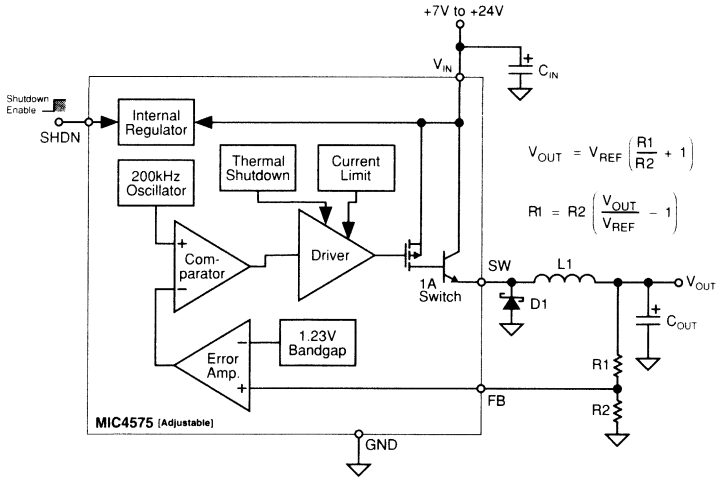 +7V to +24V
VIN
CIN
Shutdown
Enable
SHDN
Internal
Regulator
200kHz
Oscillator
Thermal
Shutdown
Current
Limit
VOUT = VREF (R1/R2 + 1)
R1 = R2 (VOUT/VREF − 1)
+
Com-
parator
−
Driver
1A
Switch
SW
L1
VOUT
D1
+
COUT
Error
Amp.
−
+
1.23V
Bandgap
R1
FB
R2
MIC4575 [Adjustable]
GND
+